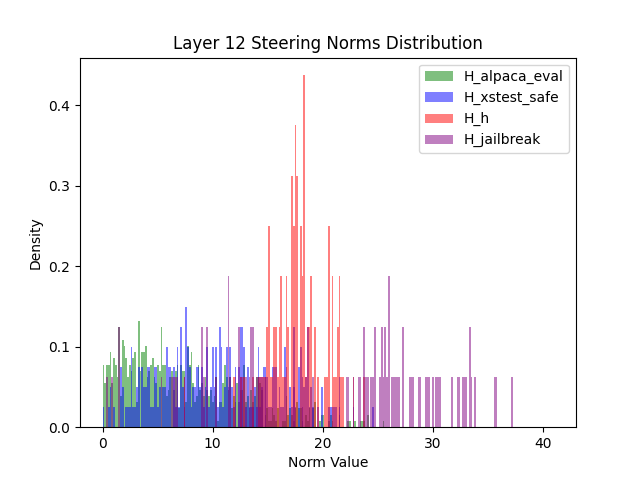 Layer 12 Steering Norms Distribution
H_alpaca_eval
H_xstest_safe
H_h
H_jailbreak
Density
0.4
0.3
0.2
0.1
0.0
0
10
20
30
40
Norm Value